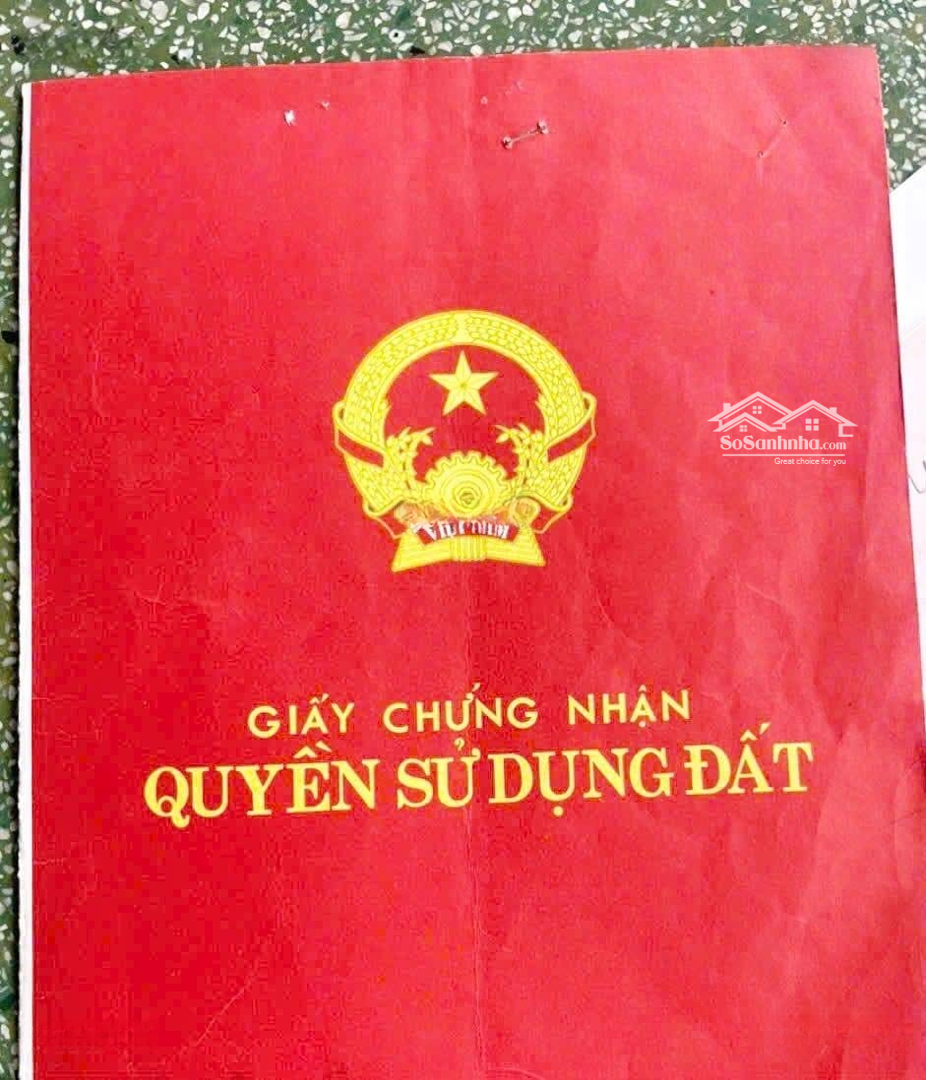 SoSanhnha.com
Great choice for you
GIẤY CHỨNG NHẬN
QUYỀN SỬ DỤNG ĐẤT